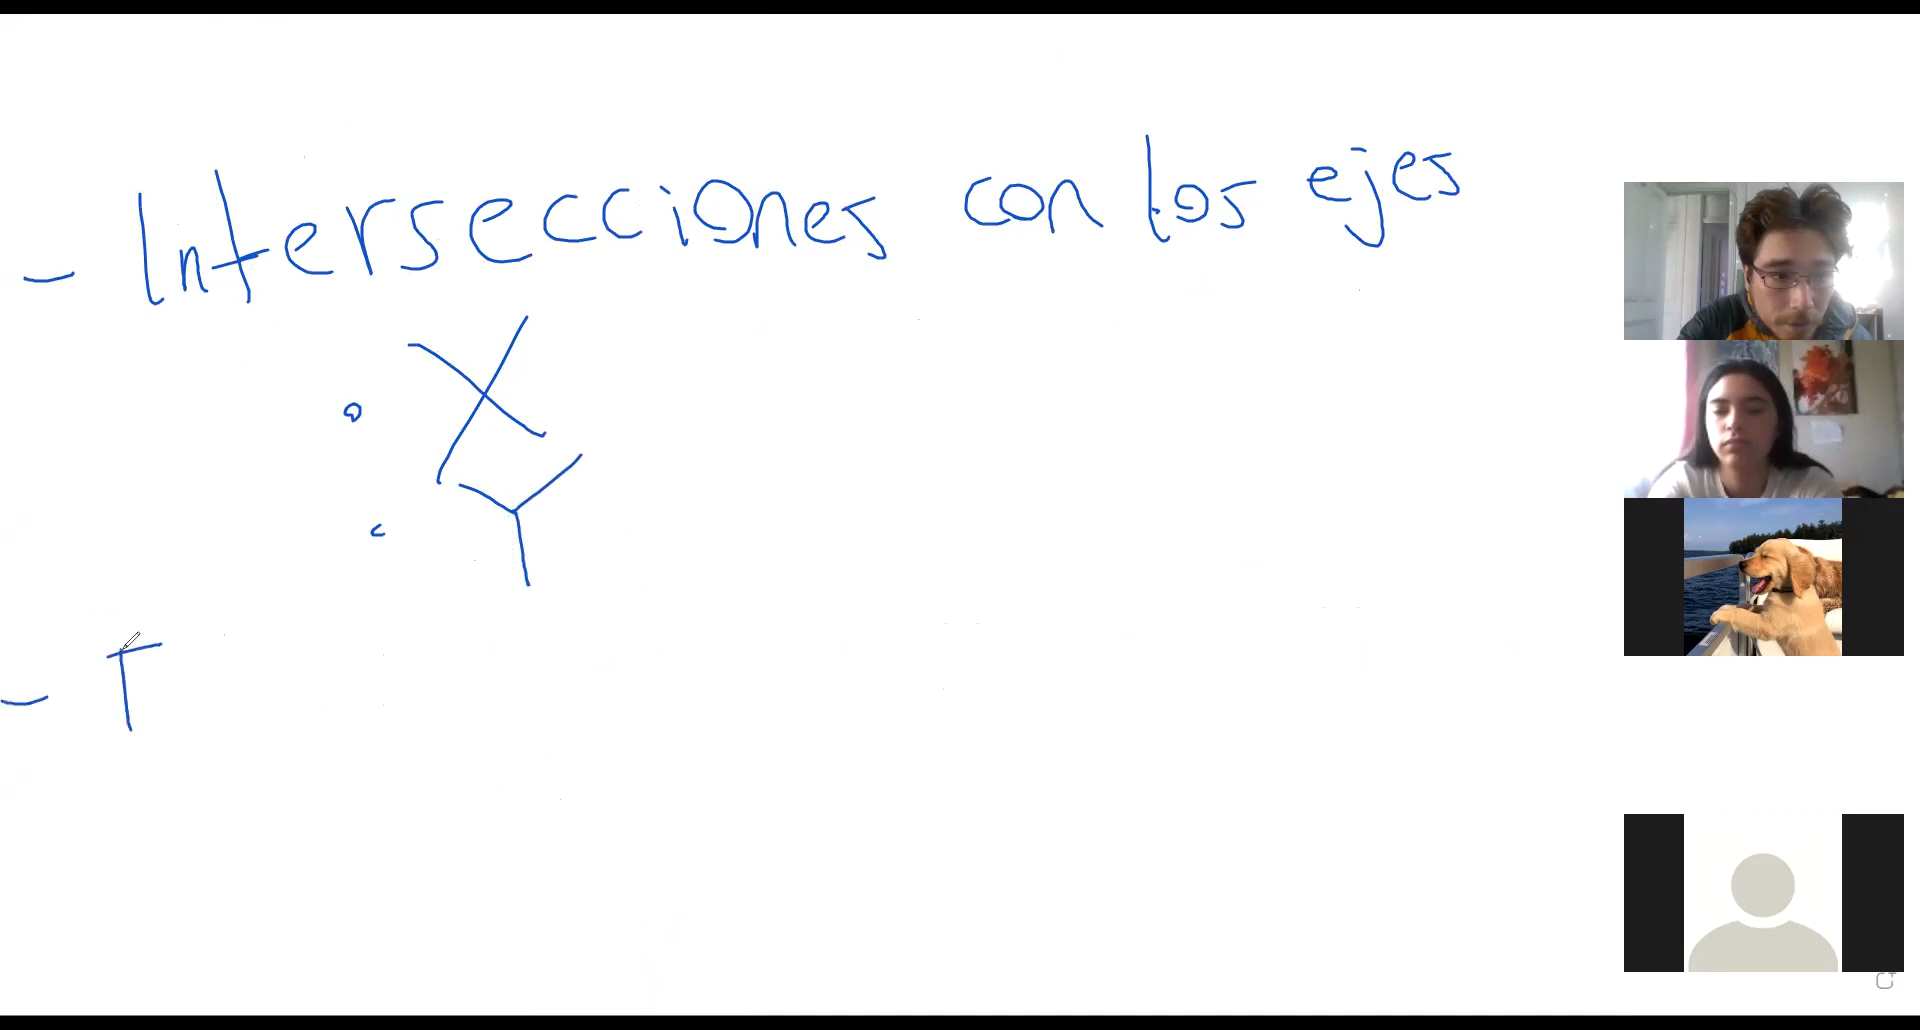 - Intersecciones con los ejes
X
Y
- T